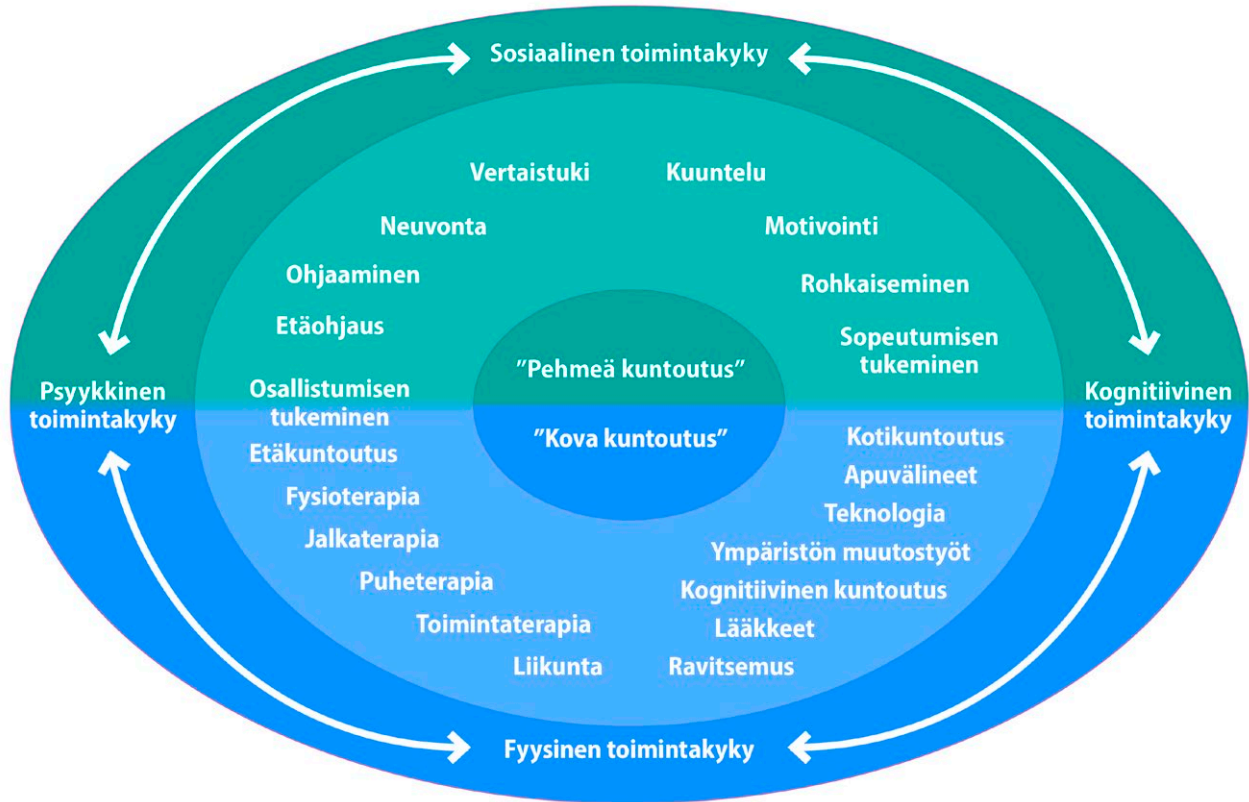 Sosiaalinen toimintakyky
Vertaistuki
Kuuntelu
Neuvonta
Motivointi
Ohjaaminen
Rohkaiseminen
Etäohjaus
Sopeutumisen
tukeminen
"Pehmeä kuntoutus"
Psyykkinen
toimintakyky
Osallistumisen
tukeminen
Kognitiivinen
toimintakyky
"Kova kuntoutus"
Kotikuntoutus
Etäkuntoutus
Apuvälineet
Fysioterapia
Teknologia
Jalkaterapia
Ympäristön muutostyöt
Puheterapia
Kognitiivinen kuntoutus
Toimintaterapia
Lääkkeet
Liikunta
Ravitsemus
Fyysinen toimintakyky